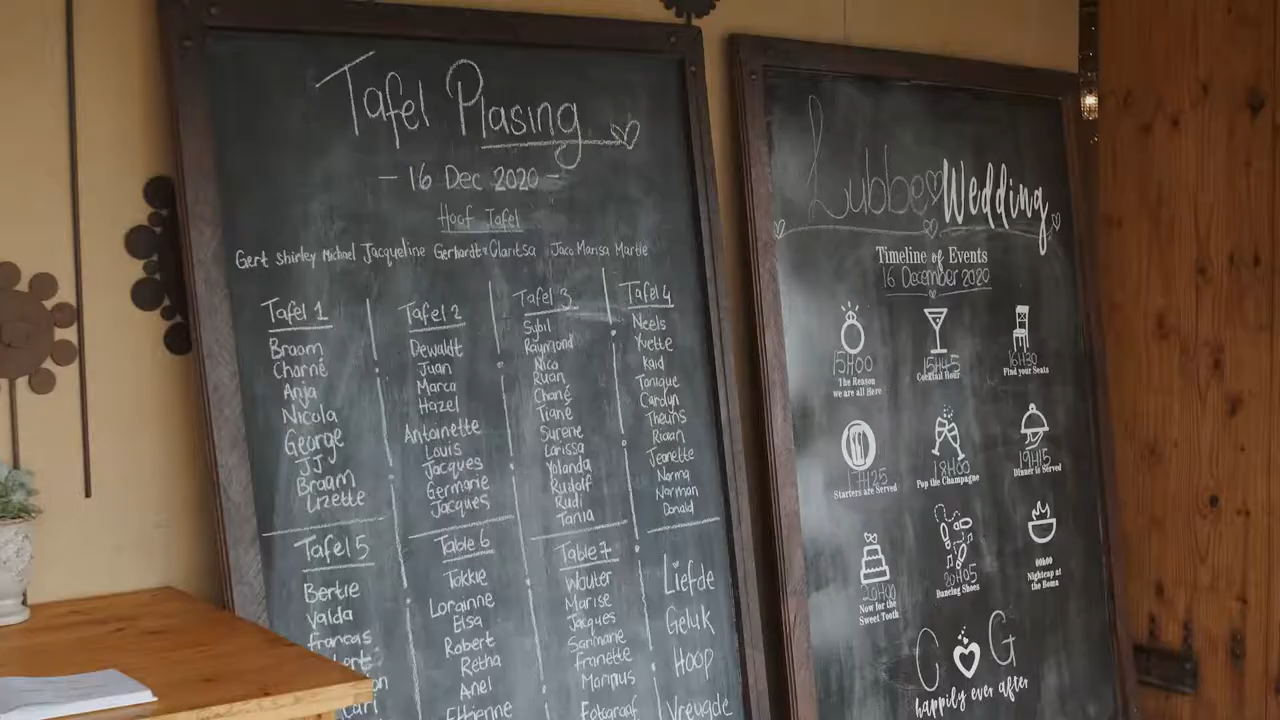 Tafel Plasing
- 16 Dec 2020 -
Hoof Tafel
Gert Shirley Michael Jacqueline Gerhardt & Claritsa Jaco Marisa Martie
Tafel 1
Braam
Charné
Anja
Nicola
George
JJ
Braam
Lizette
Tafel 2
Dewaldt
Juan
Marca
Hazel
Antoinette
Louis
Jacques
Germarie
Jacques
Tafel 3
Sybil
Raymond
Nico
Ruan
Chané
Tiané
Surene
Larissa
Yolanda
Rudolf
Rudi
Tania
Tafel 4
Neels
Yvette
Kaid
Tonique
Carolyn
Theuns
Riaan
Jeanette
Norma
Norman
Donald
Tafel 5
Bertie
Valda
Francas
Table 6
Tokkie
Lorainne
Elsa
Robert
Retha
Anel
Ethienne
Table 7
Wouter
Marise
Jacques
Sarimarie
Franette
Marinus
Fotograaf
Liefde
Geluk
Hoop
Vreugde
Lubbe Wedding
Timeline of Events
16 December 2020
15H00
The Reason
we are all Here
15H45
Cocktail Hour
16H30
Find your Seats
17H25
Starters are Served
18H00
Pop the Champagne
19H15
Dinner is Served
20H00
Now for the
Sweet Tooth
20H05
Dancing Shoes
00h00
Nightcap at
the Boma
C G
happily ever after